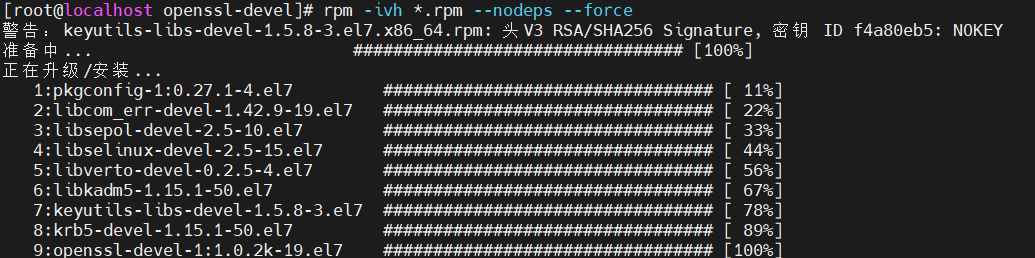 [root@localhost openssl-devel]# rpm -ivh *.rpm --nodeps --force
警告：keyutils-libs-devel-1.5.8-3.el7.x86_64.rpm: 头V3 RSA/SHA256 Signature, 密钥 ID f4a80eb5: NOKEY
准备中... ################################# [100%]
正在升级/安装...
1:pkgconfig-1:0.27.1-4.el7 ################################# [ 11%]
2:libcom_err-devel-1.42.9-19.el7 ################################# [ 22%]
3:libsepol-devel-2.5-10.el7 ################################# [ 33%]
4:libselinux-devel-2.5-15.el7 ################################# [ 44%]
5:libverto-devel-0.2.5-4.el7 ################################# [ 56%]
6:libkadm5-1.15.1-50.el7 ################################# [ 67%]
7:keyutils-libs-devel-1.5.8-3.el7 ################################# [ 78%]
8:krb5-devel-1.15.1-50.el7 ################################# [ 89%]
9:openssl-devel-1:1.0.2k-19.el7 ################################# [100%]